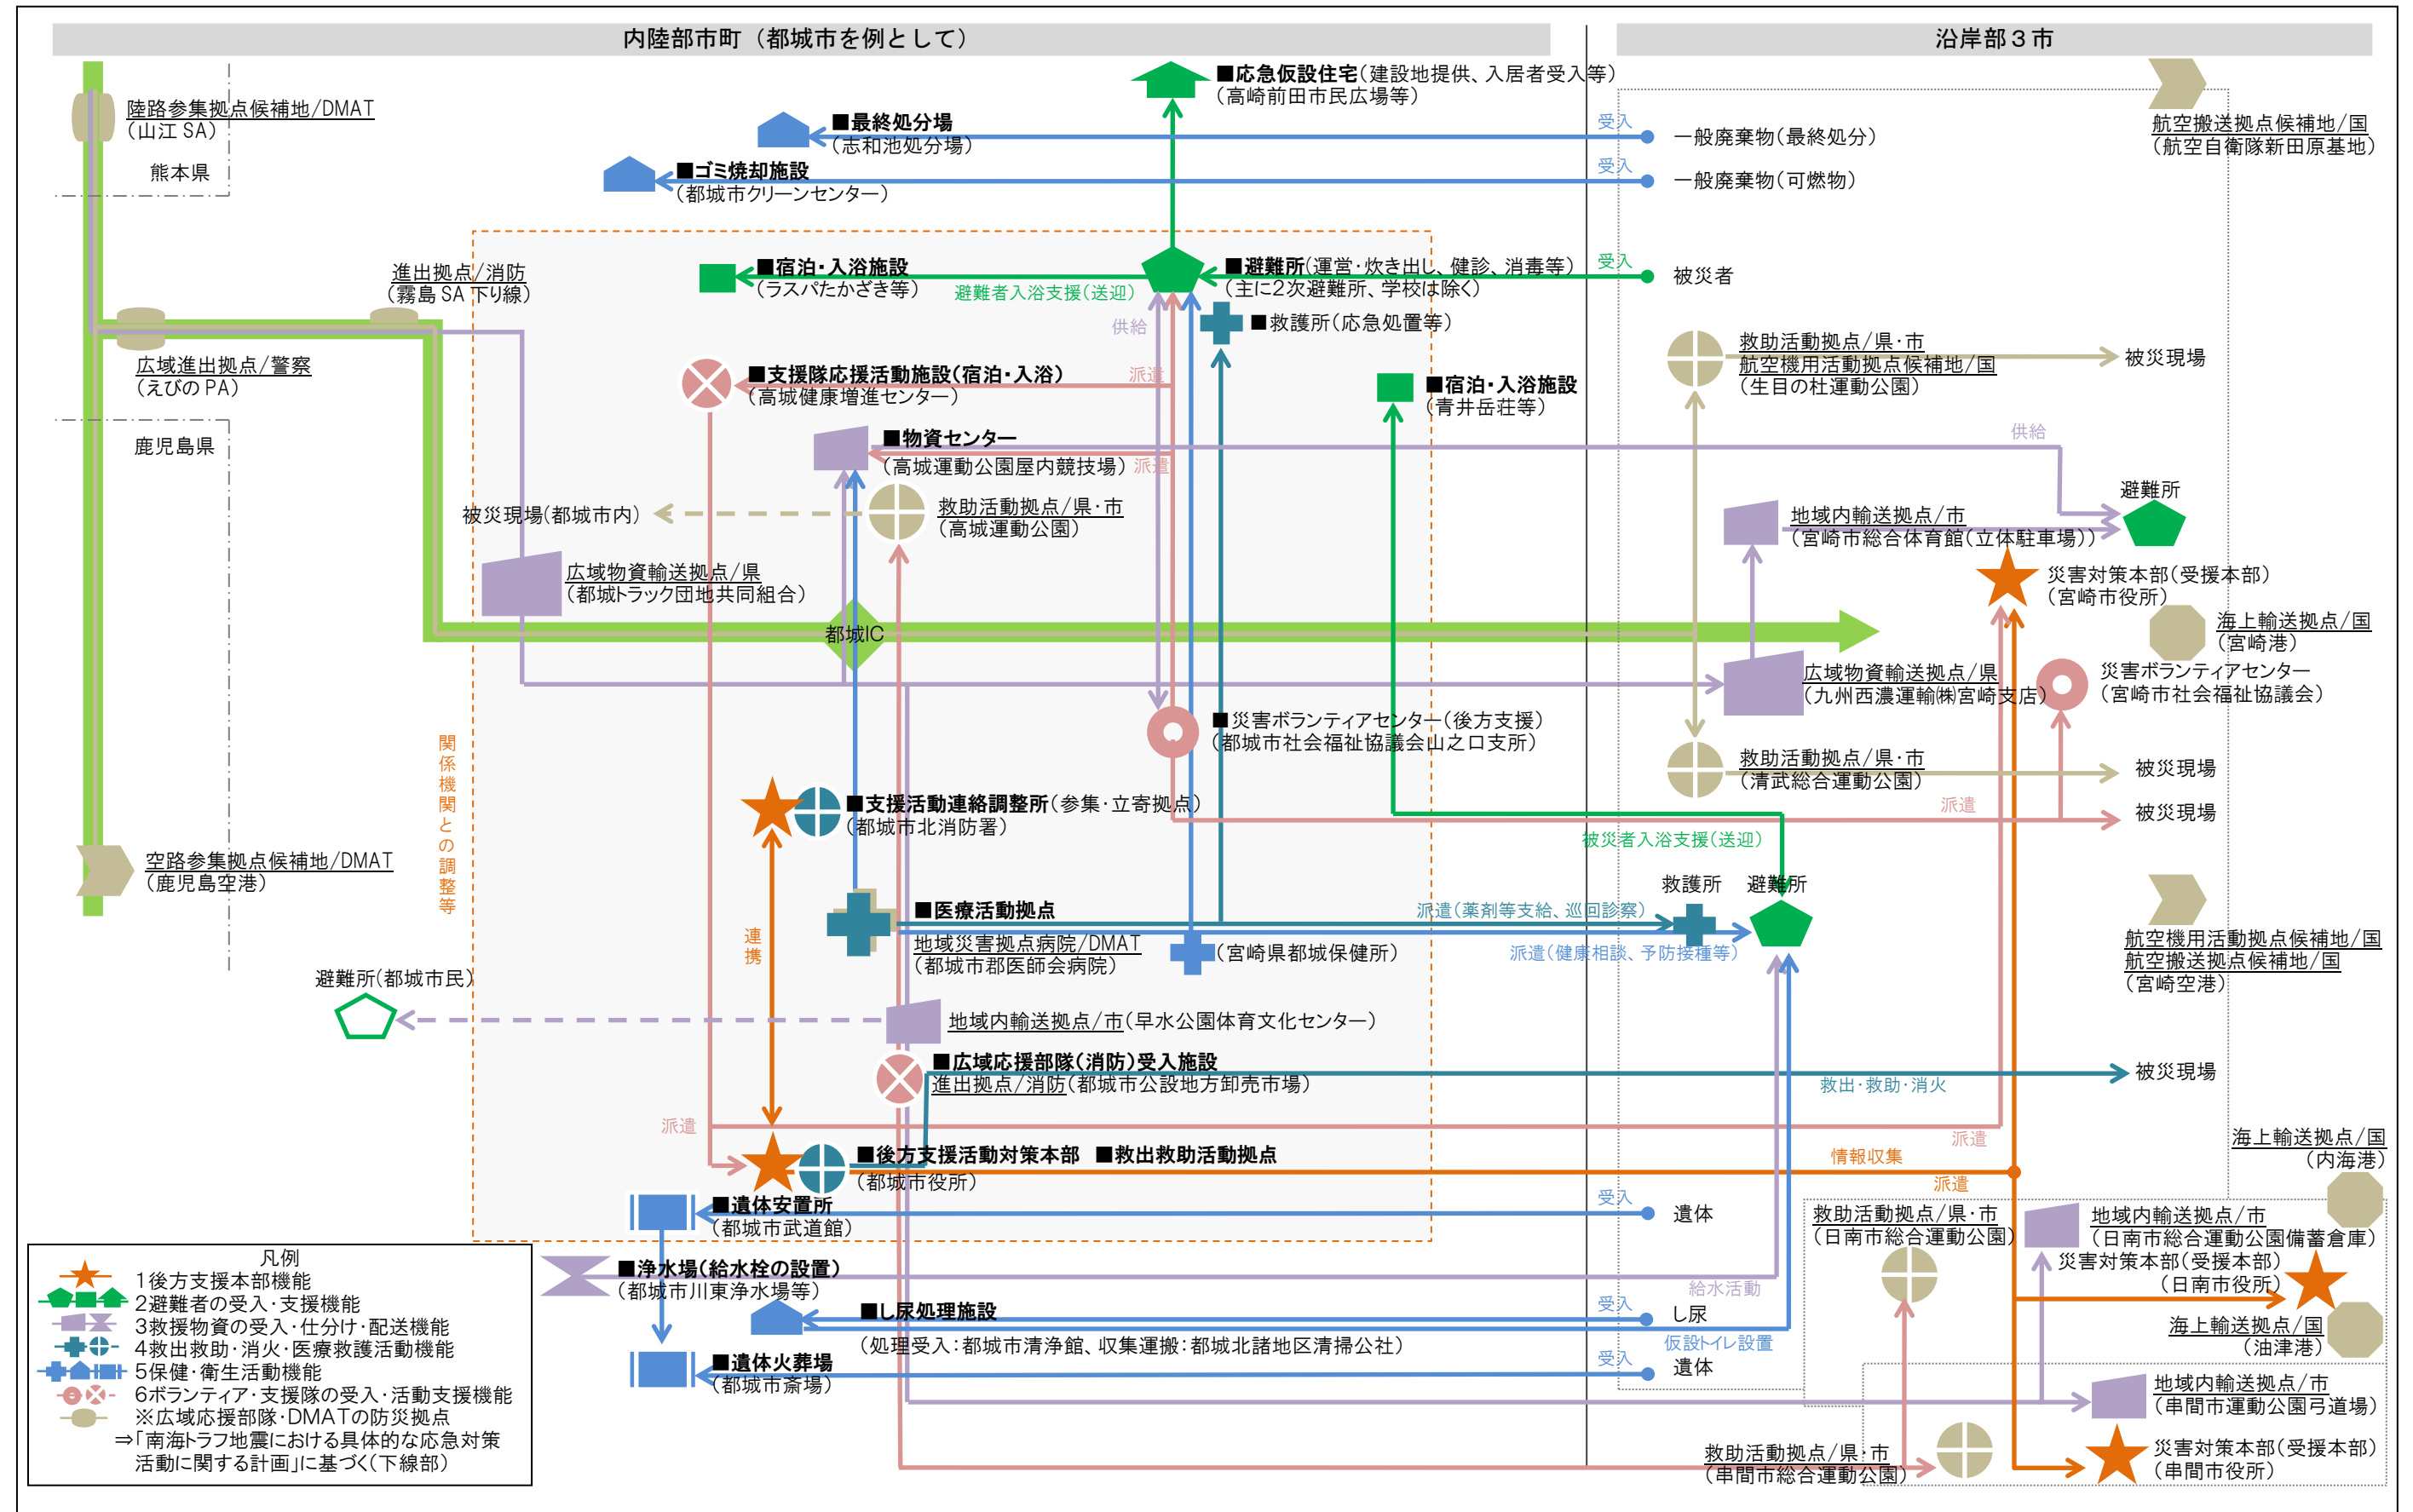 内陸部市町（都城市を例として）
沿岸部３市
陸路参集拠点候補地/DMAT
（山江 SA）
熊本県
進出拠点/消防
（霧島 SA 下り線）
広域進出拠点/警察
（えびの PA）
鹿児島県
空路参集拠点候補地/DMAT
（鹿児島空港）
避難所（都城市民）
関係機関との調整等
■応急仮設住宅（建設地提供、入居者受入等）
（高崎前田市民広場等）
■最終処分場
（志和池処分場）
受入
一般廃棄物（最終処分）
■ゴミ焼却施設
（都城市クリーンセンター）
受入
一般廃棄物（可燃物）
■宿泊・入浴施設
（ラスパたかざき等）
避難者入浴支援（送迎）
■避難所（運営・炊き出し、健診、消毒等）
（主に２次避難所、学校は除く）
受入
被災者
供給
■救護所（応急処置等）
■支援隊応援活動施設（宿泊・入浴）
（高城健康増進センター）
派遣
■宿泊・入浴施設
（青井岳荘等）
■物資センター
（高城運動公園屋内競技場）
派遣
供給
被災現場（都城市内）
救助活動拠点/県・市
（高城運動公園）
広域物資輸送拠点/県
（都城トラック団地共同組合）
都城IC
■災害ボランティアセンター（後方支援）
（都城市社会福祉協議会山之口支所）
■支援活動連絡調整所（参集・立寄拠点）
（都城市北消防署）
派遣
被災者入浴支援（送迎）
連携
■医療活動拠点
地域災害拠点病院/DMAT
（都城市郡医師会病院）
（宮崎県都城保健所）
派遣（薬剤等支給、巡回診察）
派遣（健康相談、予防接種等）
救護所
避難所
地域内輸送拠点/市（早水公園体育文化センター）
■広域応援部隊（消防）受入施設
進出拠点/消防（都城市公設地方卸売市場）
救出・救助・消火
被災現場
派遣
派遣
■後方支援活動対策本部　■救出救助活動拠点
（都城市役所）
情報収集
派遣
■遺体安置所
（都城市武道館）
受入
遺体
■浄水場（給水栓の設置）
（都城市川東浄水場等）
給水活動
■し尿処理施設
（処理受入：都城市清浄館、収集運搬：都城北諸地区清掃公社）
受入
し尿
仮設トイレ設置
■遺体火葬場
（都城市斎場）
受入
遺体
航空搬送拠点候補地/国
（航空自衛隊新田原基地）
救助活動拠点/県・市
航空機用活動拠点候補地/国
（生目の杜運動公園）
被災現場
避難所
地域内輸送拠点/市
（宮崎市総合体育館（立体駐車場））
災害対策本部（受援本部）
（宮崎市役所）
海上輸送拠点/国
（宮崎港）
広域物資輸送拠点/県
（九州西濃運輸㈱宮崎支店）
災害ボランティアセンター
（宮崎市社会福祉協議会）
救助活動拠点/県・市
（清武総合運動公園）
被災現場
被災現場
航空機用活動拠点候補地/国
航空搬送拠点候補地/国
（宮崎空港）
海上輸送拠点/国
（内海港）
救助活動拠点/県・市
（日南市総合運動公園）
地域内輸送拠点/市
（日南市総合運動公園備蓄倉庫）
災害対策本部（受援本部）
（日南市役所）
海上輸送拠点/国
（油津港）
地域内輸送拠点/市
（串間市運動公園弓道場）
救助活動拠点/県・市
（串間市総合運動公園）
災害対策本部（受援本部）
（串間市役所）
凡例
１後方支援本部機能
２避難者の受入・支援機能
３救援物資の受入・仕分け・配送機能
４救出救助・消火・医療救護活動機能
５保健・衛生活動機能
６ボランティア・支援隊の受入・活動支援機能
※広域応援部隊・DMATの防災拠点
⇒「南海トラフ地震における具体的な応急対策
活動に関する計画」に基づく（下線部）